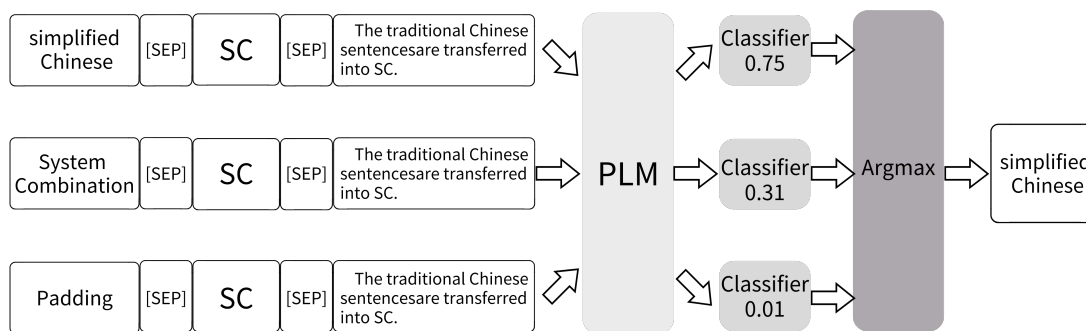 simplified
Chinese
[SEP]
SC
[SEP]
The traditional Chinese
sentencesare transferred
into SC.
Classifier
0.75
System
Combination
[SEP]
SC
[SEP]
The traditional Chinese
sentencesare transferred
into SC.
PLM
Classifier
0.31
Argmax
simplified
Chinese
Padding
[SEP]
SC
[SEP]
The traditional Chinese
sentencesare transferred
into SC.
Classifier
0.01